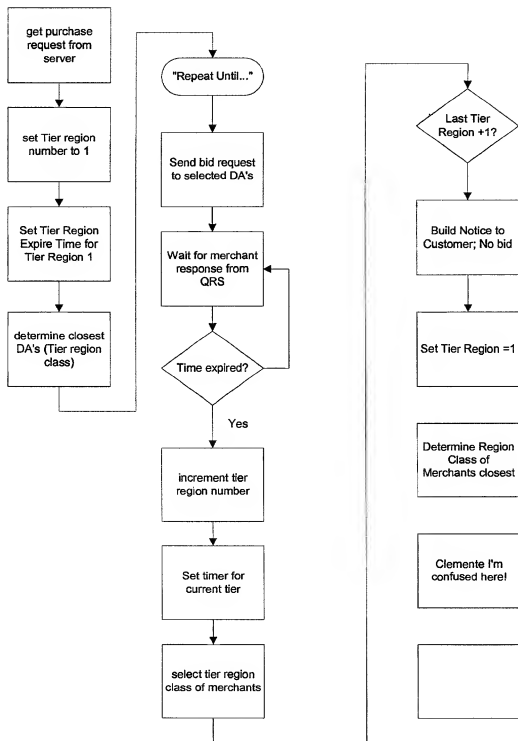 get purchase
request from
server
set Tier region
number to 1
Set Tier Region
Expire Time for
Tier Region 1
determine closest
DA's (Tier region
class)
"Repeat Until..."
Send bid request
to selected DA's
Wait for merchant
response from
QRS
Time expired?
Yes
increment tier
region number
Set timer for
current tier
select tier region
class of merchants
Last Tier
Region +1?
Build Notice to
Customer; No bid
Set Tier Region =1
Determine Region
Class of
Merchants closest
Clemente I'm
confused here!